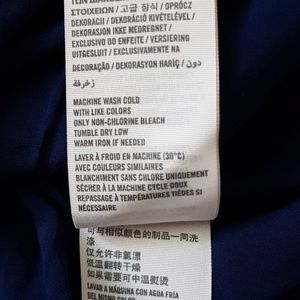 ΣΤΟΙΧΕΙΩΝ / 고급 장식 / OPRÓCZ
DEKORACJI / DEKORÁCIÓ KIVÉTELÉVEL /
DEKORASJON IKKE MEDREGNET /
EXCLUSIVO DO ENFEITE / VERSIERING
UITGESLUIT / EXCLUSIVAMENTE NA
DECORAÇÃO / DEKORASYON HARİÇ / دون
زخرفة
MACHINE WASH COLD
WITH LIKE COLORS
ONLY NON-CHLORINE BLEACH
TUMBLE DRY LOW
WARM IRON IF NEEDED
LAVER À FROID EN MACHINE (30°C)
AVEC COULEURS SIMILAIRES
BLANCHIMENT SANS CHLORE UNIQUEMENT
SÉCHER À LA MACHINE CYCLE DOUX
REPASSAGE À TEMPÉRATURES TIÈDES SI
NÉCESSAIRE
可与相似颜色的制品一同洗
涤
仅允许非氯漂
低温翻转干燥
如果需要可中温熨烫
LAVAR A MÁQUINA CON AGUA FRÍA
DEL MISMO COLOR